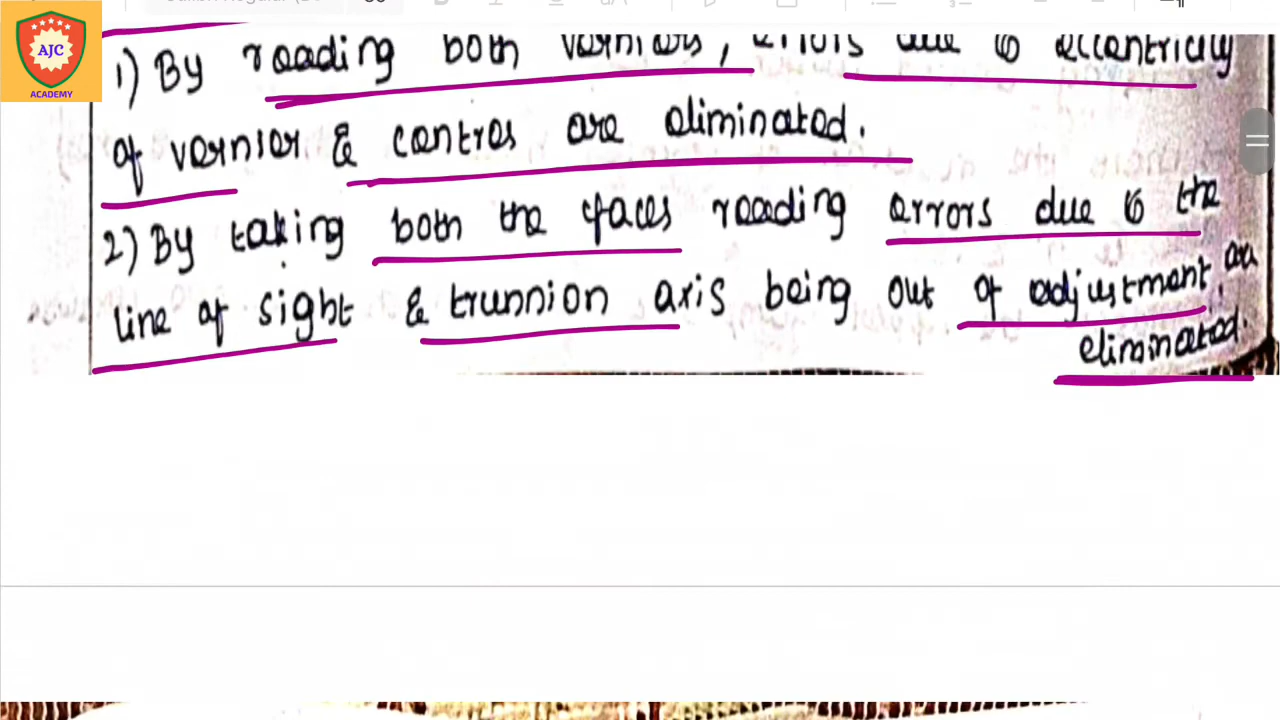 AJC
ACADEMY
1) By reading both verniers, errors due to eccentricity
of vernier & centres are eliminated.
2) By taking both the faces reading errors due to the
line of sight & trunnion axis being out of adjustment. are
eliminated.